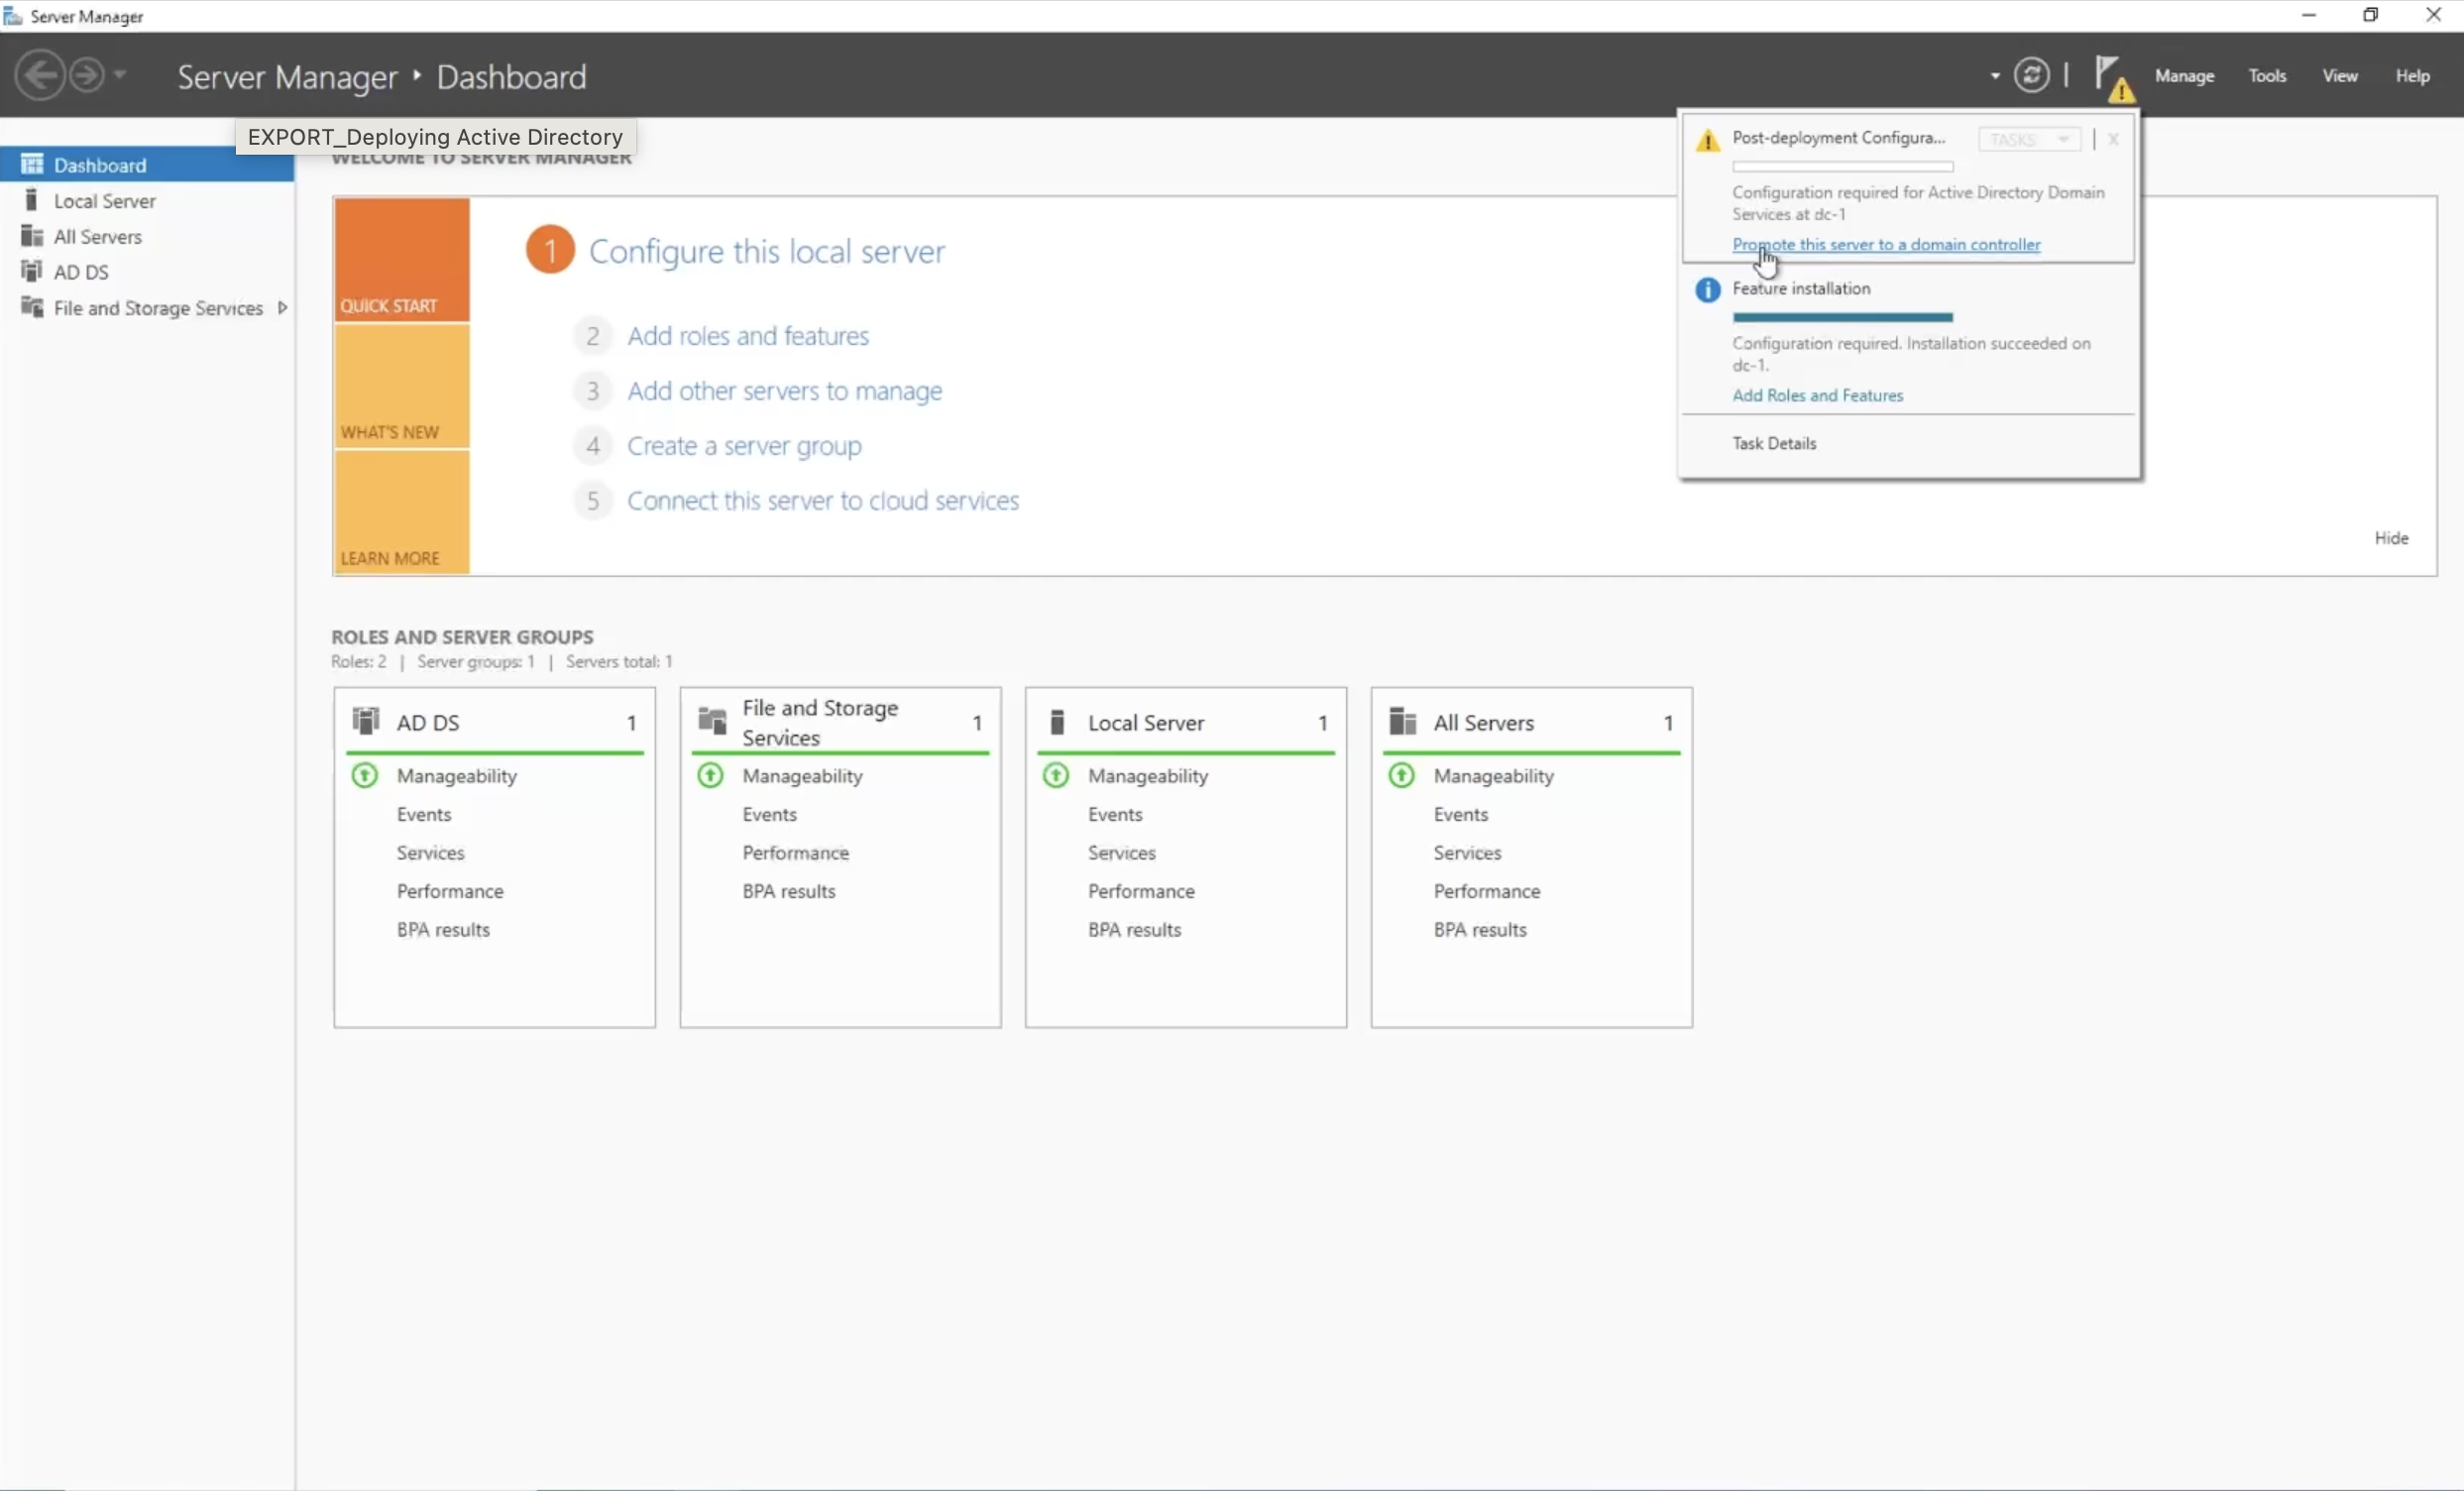 Server Manager
Server Manager ‣ Dashboard
Manage Tools View Help
EXPORT_Deploying Active Directory
WELCOME TO SERVER MANAGER
Dashboard
Local Server
All Servers
AD DS
File and Storage Services
QUICK START
WHAT'S NEW
LEARN MORE
1 Configure this local server
2 Add roles and features
3 Add other servers to manage
4 Create a server group
5 Connect this server to cloud services
Hide
Post-deployment Configura... TASKS X
Configuration required for Active Directory Domain
Services at dc-1
Promote this server to a domain controller
Feature installation
Configuration required. Installation succeeded on
dc-1.
Add Roles and Features
Task Details
ROLES AND SERVER GROUPS
Roles: 2 | Server groups: 1 | Servers total: 1
AD DS 1
Manageability
Events
Services
Performance
BPA results
File and Storage
Services 1
Manageability
Events
Performance
BPA results
Local Server 1
Manageability
Events
Services
Performance
BPA results
All Servers 1
Manageability
Events
Services
Performance
BPA results